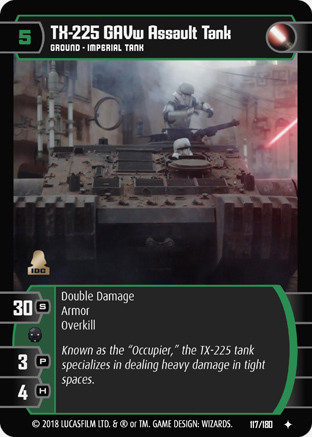 5
TX-225 GAVw Assault Tank
GROUND - IMPERIAL TANK
IDC
30 S
Double Damage
Armor
Overkill
3 P
Known as the “Occupier,” the TX-225 tank
specializes in dealing heavy damage in tight
spaces.
4 H
© 2018 LUCASFILM LTD. & ® or TM. GAME DESIGN: WIZARDS.
117/180